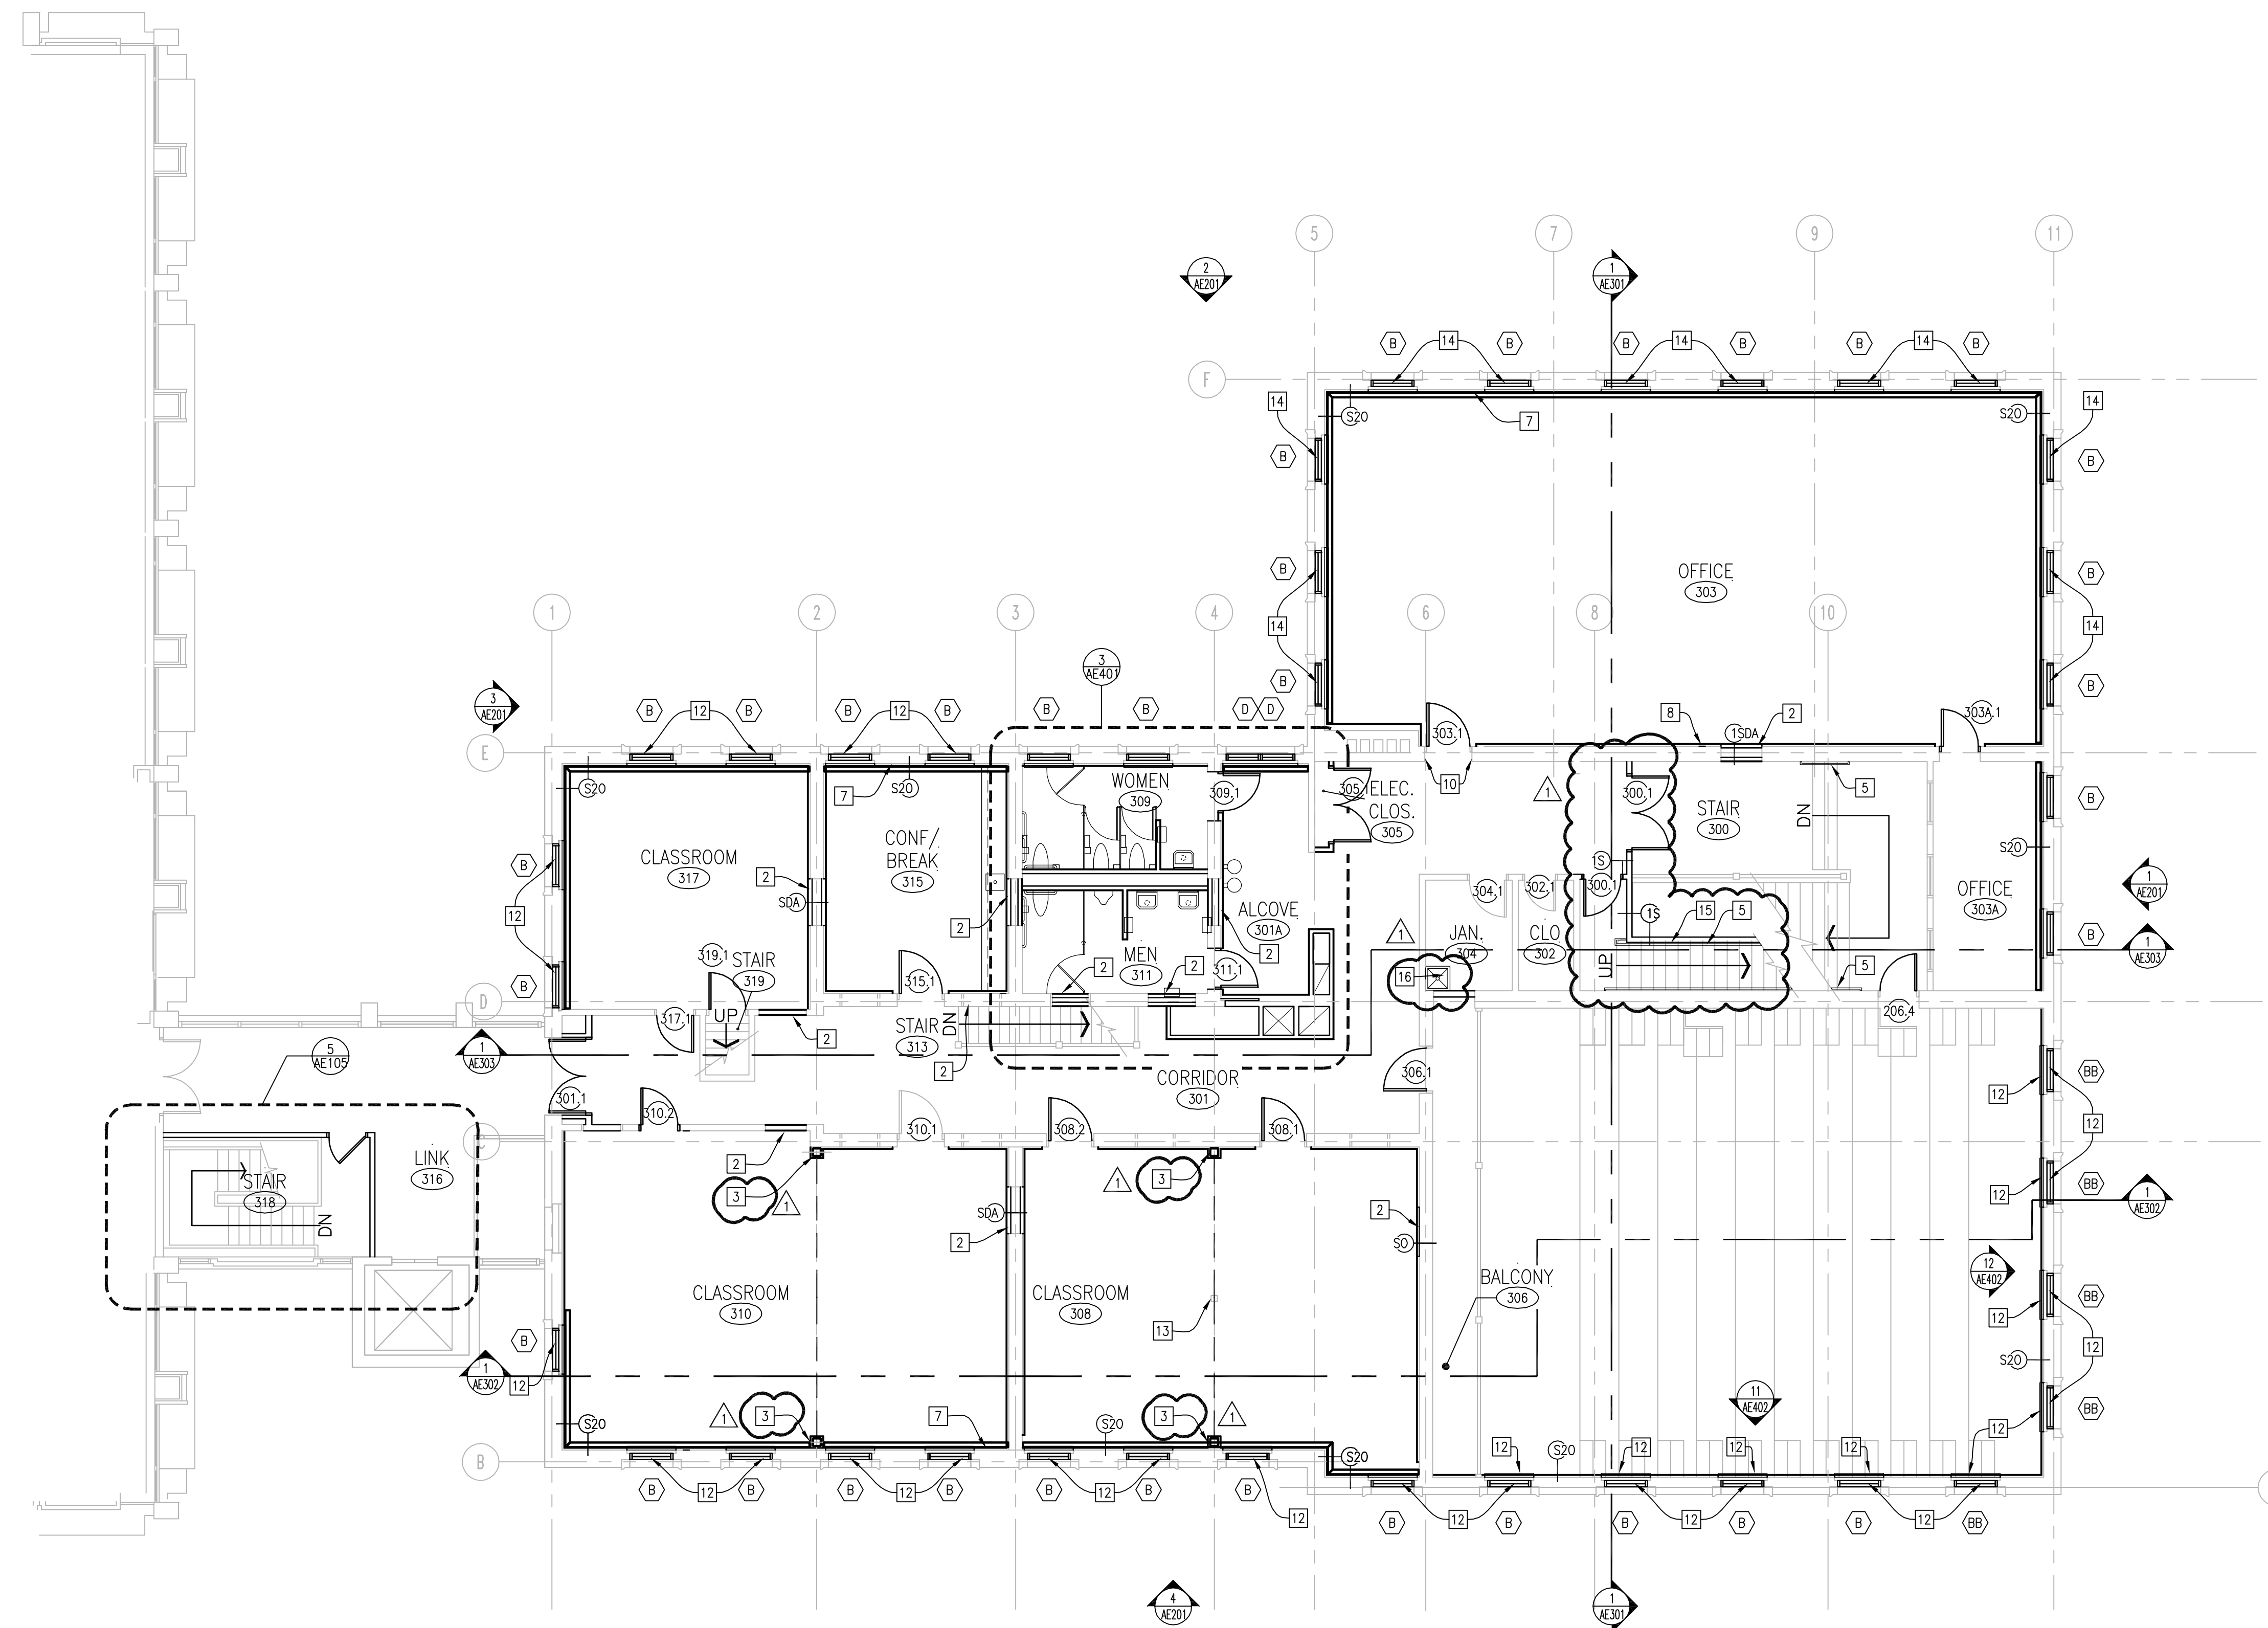 5
7
9
11
2
AE201
1
AE301
B
14
B
B
14
B
B
14
B
F
14
S20
7
S20
14
B
B
B
B
OFFICE
303
14
14
B
B
1
2
3
4
6
8
10
3
AE401
3
AE201
B
12
B
B
12
B
B
B
D
D
8
2
1SDA
303.1
303A.1
E
S20
7
S20
WOMEN
309
309.1
305.1
ELEC.
CLOS.
305
10
1
300.1
5
STAIR
300
DN
B
CLASSROOM
317
CONF/
BREAK
315
2
SDA
B
12
B
2
ALCOVE
301A
2
304.1
302.1
1S
300.1
1S
15
5
S20
OFFICE
303A
1
AE201
B
1
AE303
MEN
311
311.1
2
2
1
JAN.
304
CLO
302
UP
16
5
206.4
319.1
STAIR
319
315.1
D
UP
317.1
2
STAIR
313
DN
2
1
AE303
CORRIDOR
301
306.1
5
AE105
301.1
310.2
310.1
308.2
308.1
C
12
BB
12
BB
12
LINK
316
STAIR
318
DN
2
3
1
1
3
SDA
2
2
SO
1
AE302
12
AE402
CLASSROOM
310
CLASSROOM
308
13
BALCONY
306
BB
12
12
B
1
AE302
12
S20
S20
1
3
7
S20
3
1
S20
11
AE402
BB
12
B
12
S20
12
12
12
B
12
B
B
12
B
B
12
B
B
12
B
12
B
B
12
B
B
12
BB
4
AE201
1
AE301